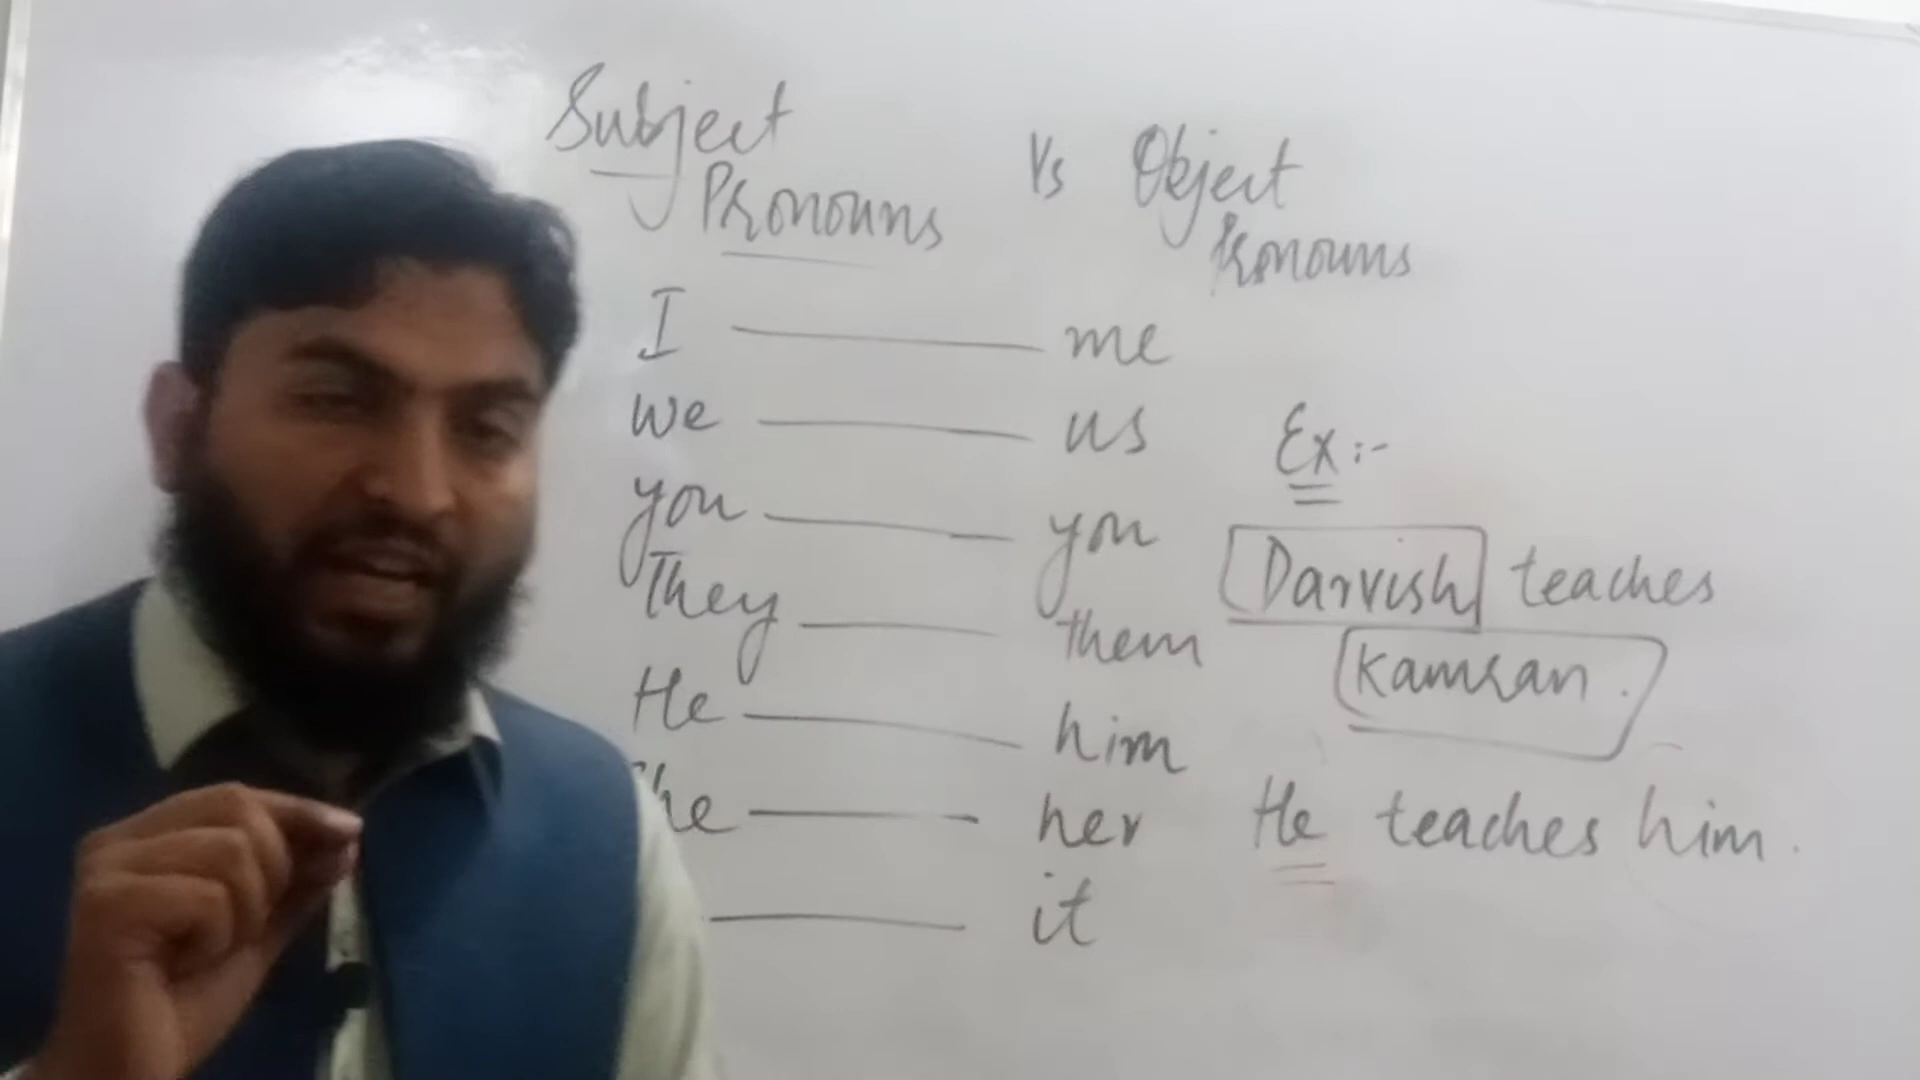 Subject Vs Object
Pronouns Pronouns
I me
we us
you you
They them
He him
he her
it
Ex:-
Darvish teaches
Kamran.
He teaches him.